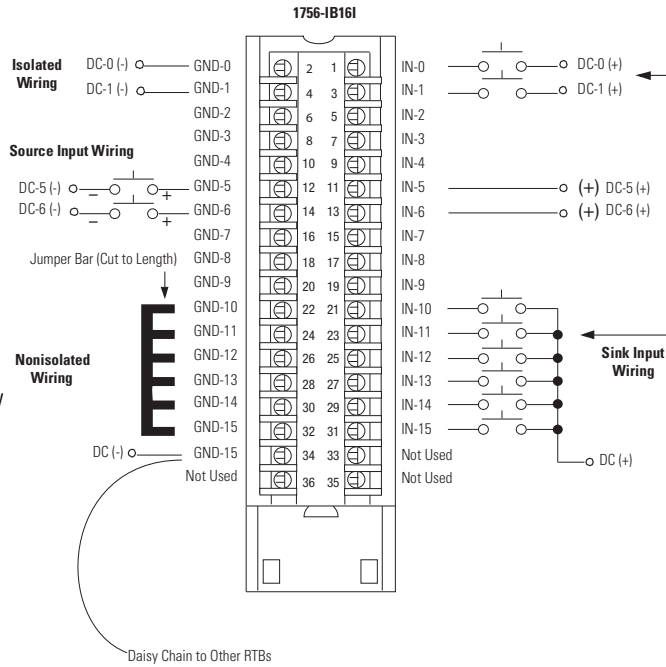 1756-IB16I
Isolated
Wiring
DC-0 (-)
DC-1 (-)
GND-0 2 1 IN-0
GND-1 4 3 IN-1
DC-0 (+)
DC-1 (+)
GND-2 6 5 IN-2
GND-3 8 7 IN-3
Source Input Wiring
GND-4 10 9 IN-4
DC-5 (-) – + GND-5 12 11 IN-5 (+) DC-5 (+)
DC-6 (-) – + GND-6 14 13 IN-6 (+) DC-6 (+)
GND-7 16 15 IN-7
Jumper Bar (Cut to Length)
GND-8 18 17 IN-8
GND-9 20 19 IN-9
GND-10 22 21 IN-10
GND-11 24 23 IN-11
Nonisolated
Wiring
GND-12 26 25 IN-12
Sink Input
Wiring
GND-13 28 27 IN-13
GND-14 30 29 IN-14
GND-15 32 31 IN-15
DC (-) GND-15 34 33 Not Used
DC (+)
Not Used 36 35 Not Used
Daisy Chain to Other RTBs